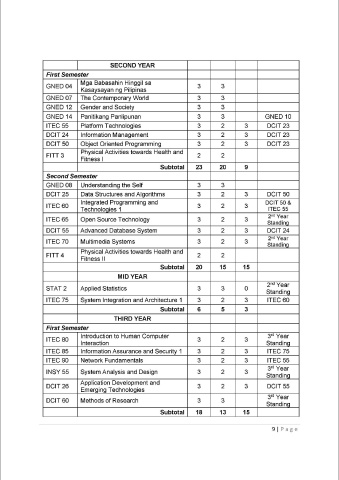 SECOND YEAR
First Semester
GNED 04 Mga Babasahin Hinggil sa Kasaysayan ng Pilipinas 3 3
GNED 07 The Contemporary World 3 3
GNED 12 Gender and Society 3 3
GNED 14 Panitikang Panlipunan 3 3 GNED 10
ITEC 55 Platform Technologies 3 2 3 DCIT 23
DCIT 24 Information Management 3 2 3 DCIT 23
DCIT 50 Object Oriented Programming 3 2 3 DCIT 23
FITT 3 Physical Activities towards Health and Fitness I 2 2
Subtotal 23 20 9
Second Semester
GNED 08 Understanding the Self 3 3
DCIT 25 Data Structures and Algorithms 3 2 3 DCIT 50
ITEC 60 Integrated Programming and Technologies 1 3 2 3 DCIT 50 & ITEC 55
ITEC 65 Open Source Technology 3 2 3 2nd Year Standing
DCIT 55 Advanced Database System 3 2 3 DCIT 24
ITEC 70 Multimedia Systems 3 2 3 2nd Year Standing
FITT 4 Physical Activities towards Health and Fitness II 2 2
Subtotal 20 15 15
MID YEAR
STAT 2 Applied Statistics 3 3 0 2nd Year Standing
ITEC 75 System Integration and Architecture 1 3 2 3 ITEC 60
Subtotal 6 5 3
THIRD YEAR
First Semester
ITEC 80 Introduction to Human Computer Interaction 3 2 3 3rd Year Standing
ITEC 85 Information Assurance and Security 1 3 2 3 ITEC 75
ITEC 90 Network Fundamentals 3 2 3 ITEC 55
INSY 55 System Analysis and Design 3 2 3 3rd Year Standing
DCIT 26 Application Development and Emerging Technologies 3 2 3 DCIT 55
DCIT 60 Methods of Research 3 3 3rd Year Standing
Subtotal 18 13 15
9 | Page